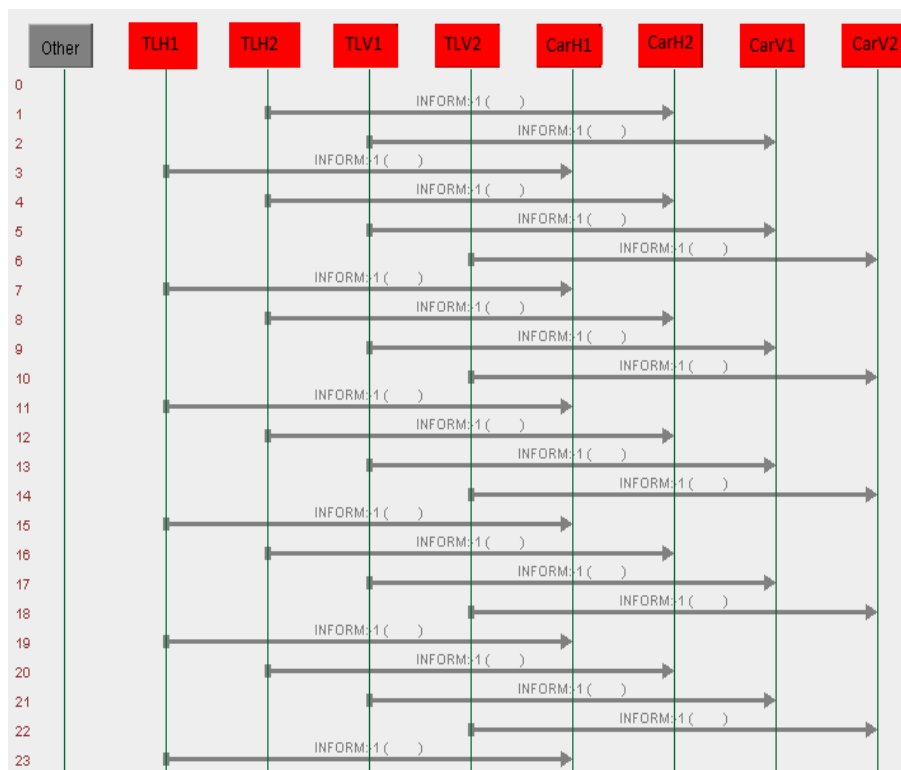 Other TLH1 TLH2 TLV1 TLV2 CarH1 CarH2 CarV1 CarV2
0
INFORM:-1 ( )
1
INFORM:-1 ( )
2
INFORM:-1 ( )
3
INFORM:-1 ( )
4
INFORM:-1 ( )
5
INFORM:-1 ( )
6
INFORM:-1 ( )
7
INFORM:-1 ( )
8
INFORM:-1 ( )
9
INFORM:-1 ( )
10
INFORM:-1 ( )
11
INFORM:-1 ( )
12
INFORM:-1 ( )
13
INFORM:-1 ( )
14
INFORM:-1 ( )
15
INFORM:-1 ( )
16
INFORM:-1 ( )
17
INFORM:-1 ( )
18
INFORM:-1 ( )
19
INFORM:-1 ( )
20
INFORM:-1 ( )
21
INFORM:-1 ( )
22
INFORM:-1 ( )
23